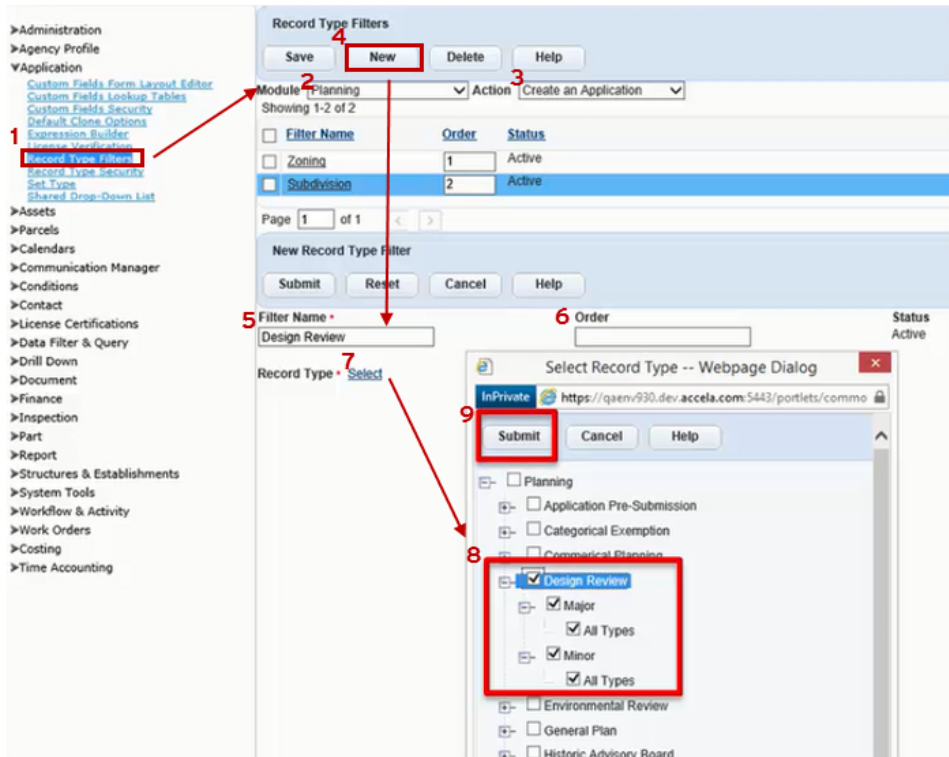 ➤Administration
➤Agency Profile
▼Application
Custom Fields Form Layout Editor
Custom Fields Lookup Tables
Custom Fields Security
Default Clone Options
1 Expression Builder
License Verification
Record Type Filters
Record Type Security
Set Type
Shared Drop-Down List
➤Assets
➤Parcels
➤Calendars
➤Communication Manager
➤Conditions
➤Contact
➤License Certifications
➤Data Filter & Query
➤Drill Down
➤Document
➤Finance
➤Inspection
➤Part
➤Report
➤Structures & Establishments
➤System Tools
➤Workflow & Activity
➤Work Orders
➤Costing
➤Time Accounting
Record Type Filters
4
Save New Delete Help
2 3
Module Planning Action Create an Application
Showing 1-2 of 2
Filter Name Order Status
Zoning 1 Active
Subdivision 2 Active
Page 1 of 1 < >
New Record Type Filter
Submit Reset Cancel Help
5 Filter Name * 6 Order Status
Design Review Active
7
Record Type * Select
Select Record Type -- Webpage Dialog ×
InPrivate https://qaenv930.dev.accela.com:5443/portlets/commo
9
Submit Cancel Help
Planning
Application Pre-Submission
Categorical Exemption
8 Commerical Planning
Design Review
Major
All Types
Minor
All Types
Environmental Review
General Plan
Historic Advisory Board